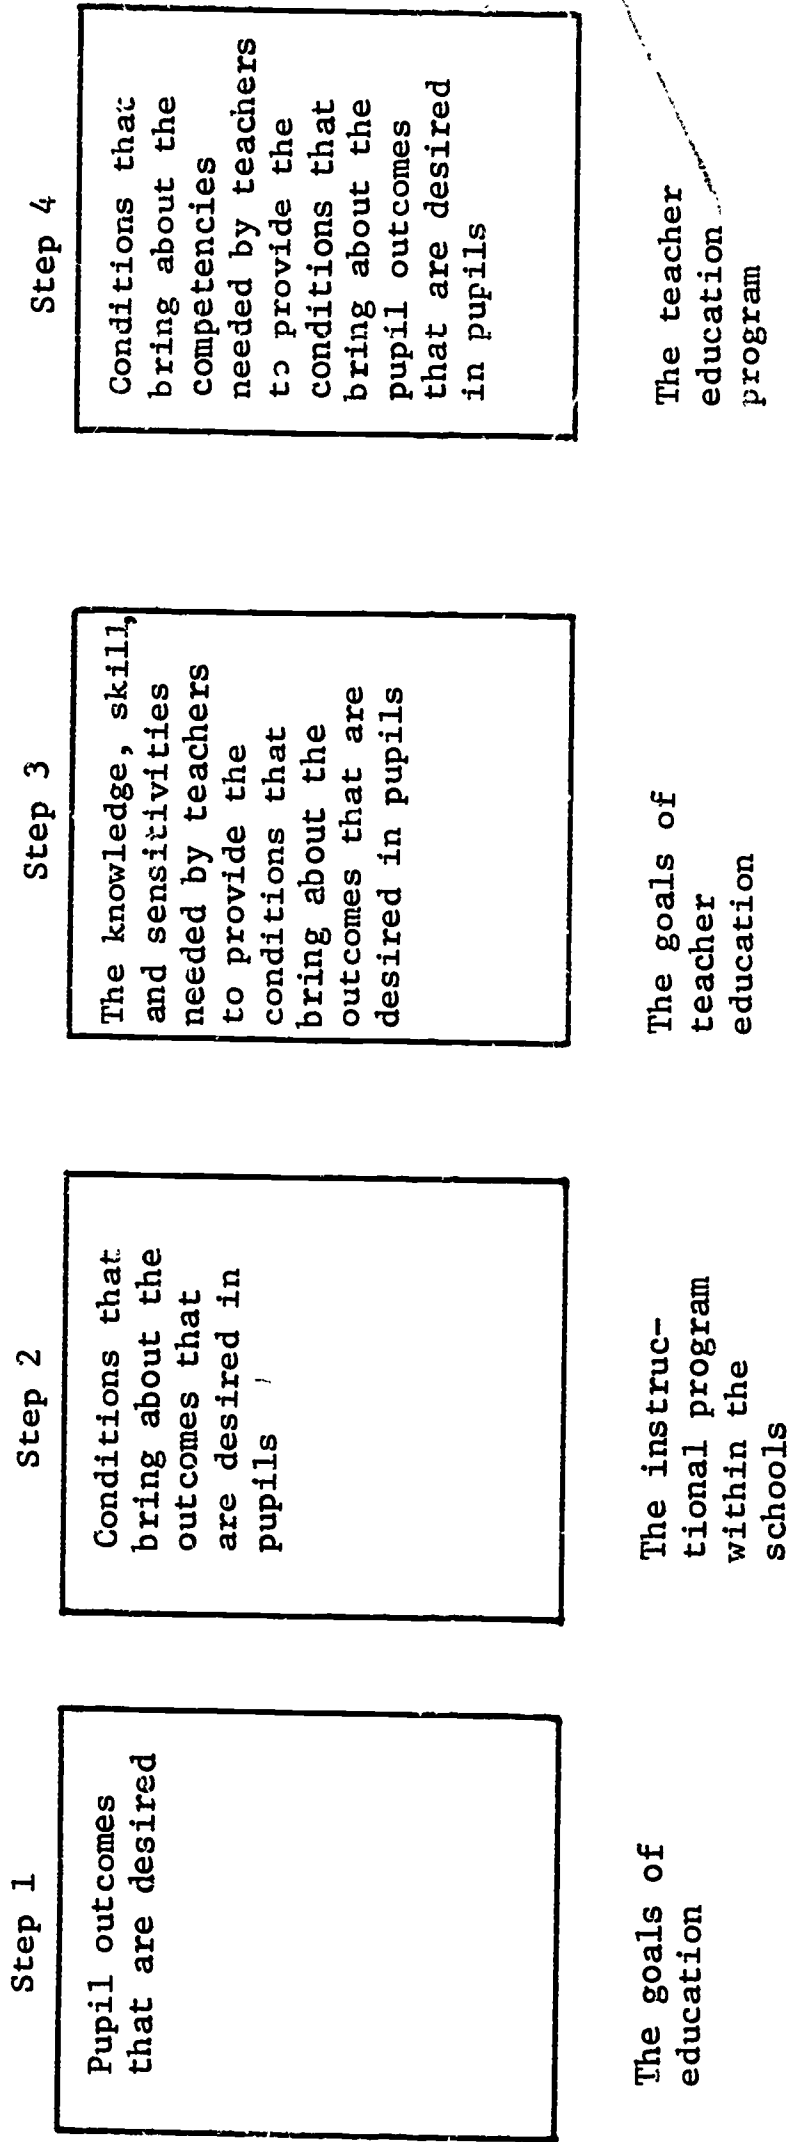 Step 1
Pupil outcomes
that are desired
The goals of
education
Step 2
Conditions that
bring about the
outcomes that
are desired in
pupils
The instruc-
tional program
within the
schools
Step 3
The knowledge, skill,
and sensitivities
needed by teachers
to provide the
conditions that
bring about the
outcomes that are
desired in pupils
The goals of
teacher
education
Step 4
Conditions that
bring about the
competencies
needed by teachers
to provide the
conditions that
bring about the
pupil outcomes
that are desired
in pupils
The teacher
education
program